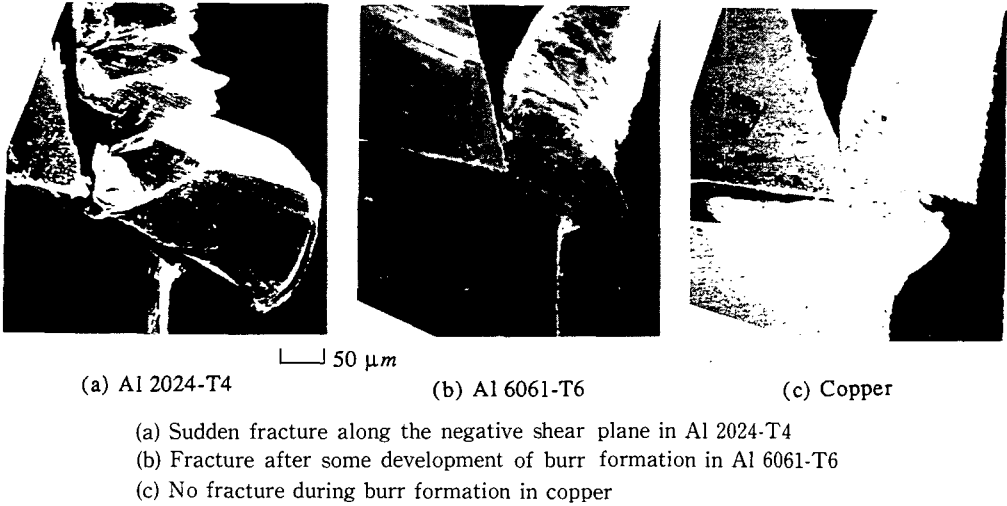 50 μm
(a) Al 2024-T4
(b) Al 6061-T6
(c) Copper
(a) Sudden fracture along the negative shear plane in Al 2024-T4
(b) Fracture after some development of burr formation in Al 6061-T6
(c) No fracture during burr formation in copper